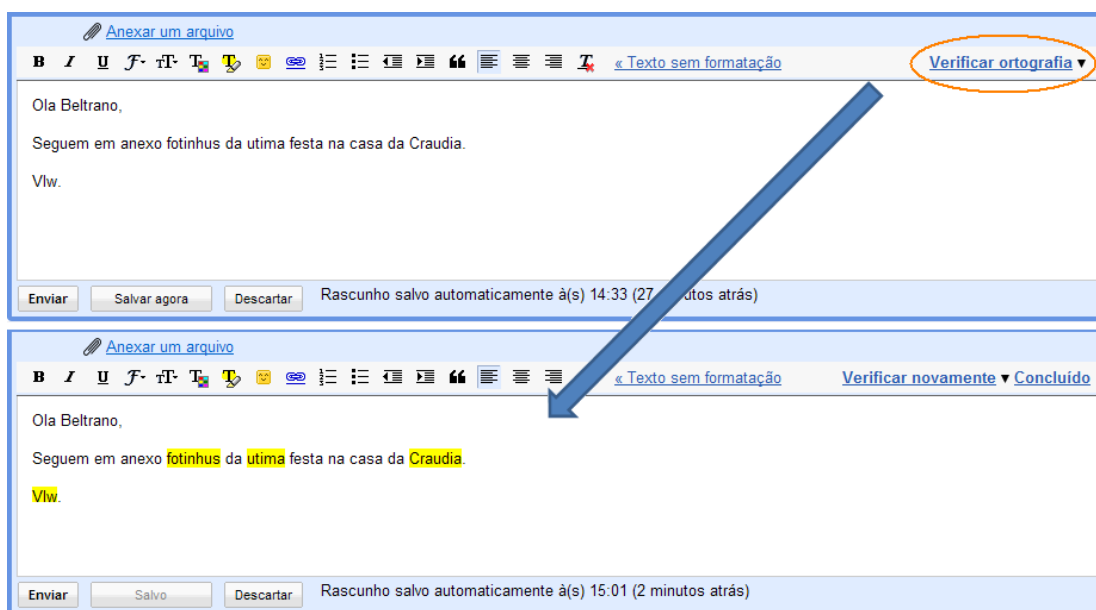 Anexar um arquivo
B I U F T T T « Texto sem formatação Verificar ortografia ▼
Ola Beltrano,
Seguem em anexo fotinhus da utima festa na casa da Craudia.
Vlw.
Enviar Salvar agora Descartar Rascunho salvo automaticamente à(s) 14:33 (27 utos atrás)
Anexar um arquivo
B I U F T T T « Texto sem formatação Verificar novamente ▼ Concluído
Ola Beltrano,
Seguem em anexo fotinhus da utima festa na casa da Craudia.
Vlw.
Enviar Salvo Descartar Rascunho salvo automaticamente à(s) 15:01 (2 minutos atrás)